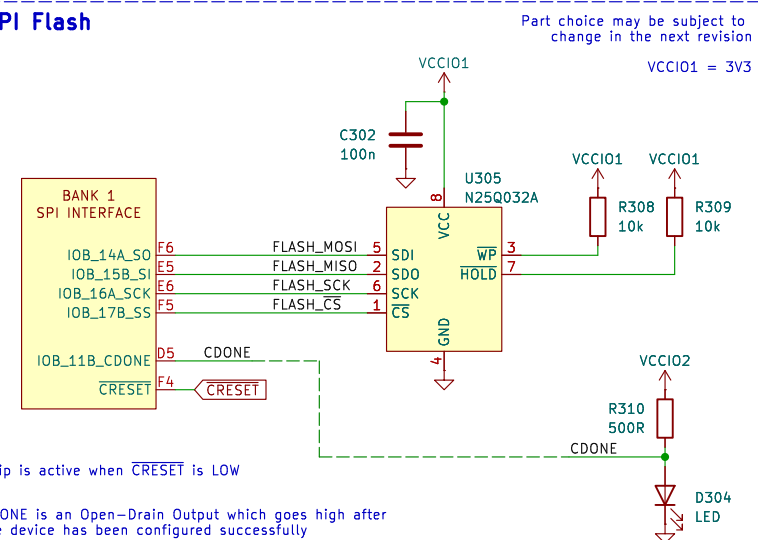 PI Flash
Part choice may be subject to
change in the next revision
VCCIO1 = 3V3
VCCIO1
C302
100n
U305
N25Q032A
8
VCC
VCCIO1
VCCIO1
R308
10k
R309
10k
BANK 1
SPI INTERFACE
IOB_14A_SO F6 FLASH_MOSI 5 SDI
IOB_15B_SI E5 FLASH_MISO 2 SDO
IOB_16A_SCK E6 FLASH_SCK 6 SCK
IOB_17B_SS F5 FLASH_CS 1 CS
WP 3
HOLD 7
GND
4
IOB_11B_CDONE D5 CDONE
CRESET F4 CRESET
VCCIO2
R310
500R
CDONE
D304
LED
ip is active when CRESET is LOW
ONE is an Open-Drain Output which goes high after
e device has been configured successfully